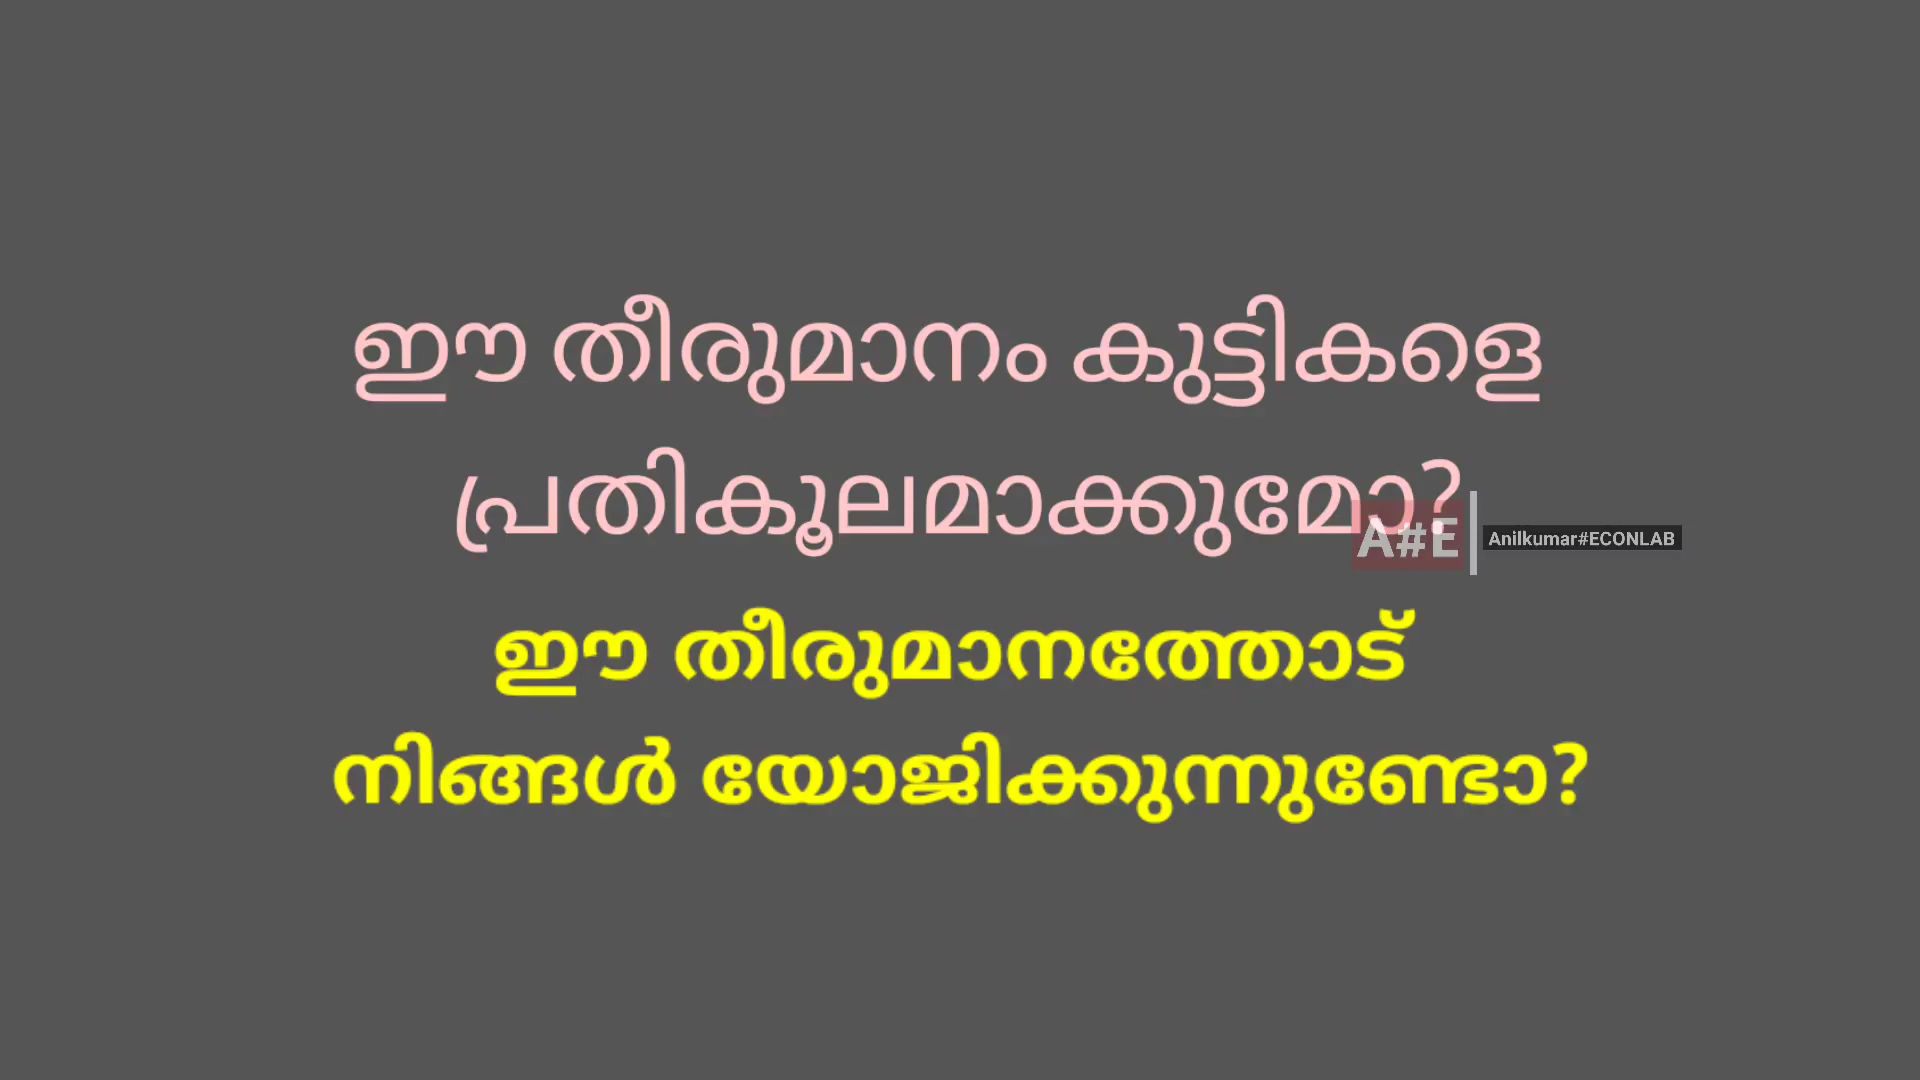 ഈ തീരുമാനം കുട്ടികളെ
പ്രതികൂലമാക്കുമോ?
A#E
Anilkumar#ECONLAB
ഈ തീരുമാനത്തോട്
നിങ്ങൾ യോജിക്കുന്നുണ്ടോ?